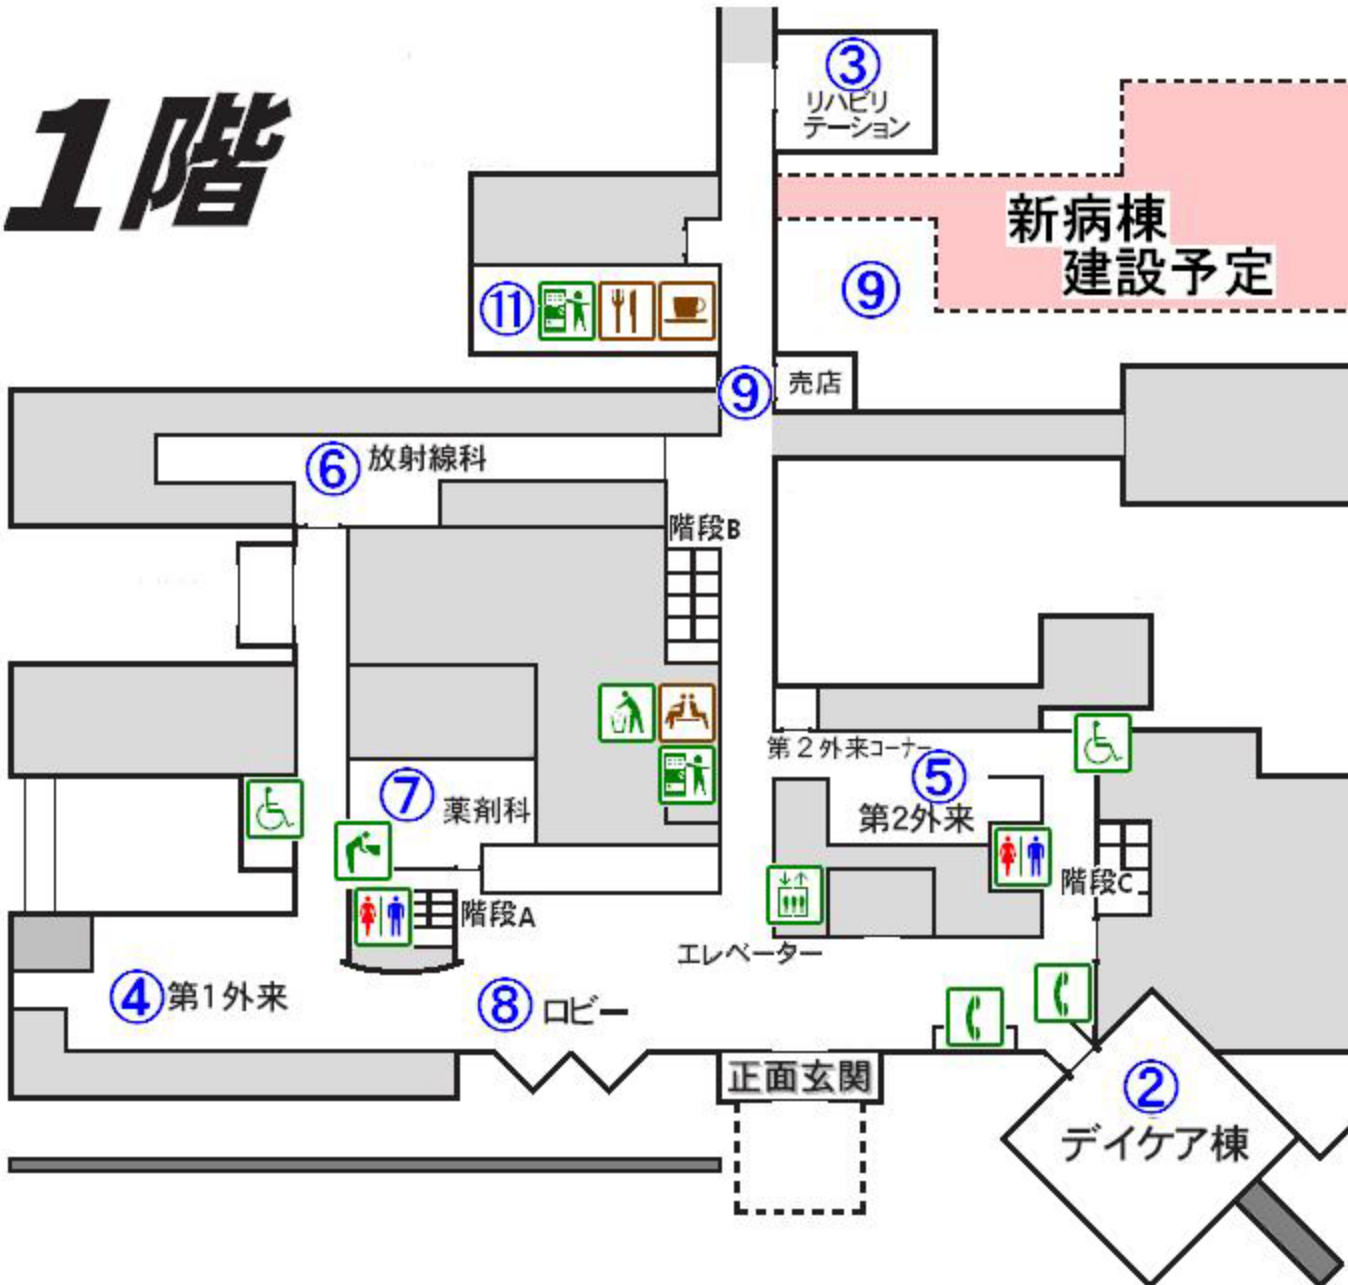 1階
③
リハビリ
テーション
新病棟
建設予定
⑨
⑪
⑨
売店
⑥ 放射線科
階段B
第２外来コーナー
⑤
第2外来
⑦ 薬剤科
階段A
階段C
エレベーター
④ 第1外来
⑧ ロビー
正面玄関
②
デイケア棟